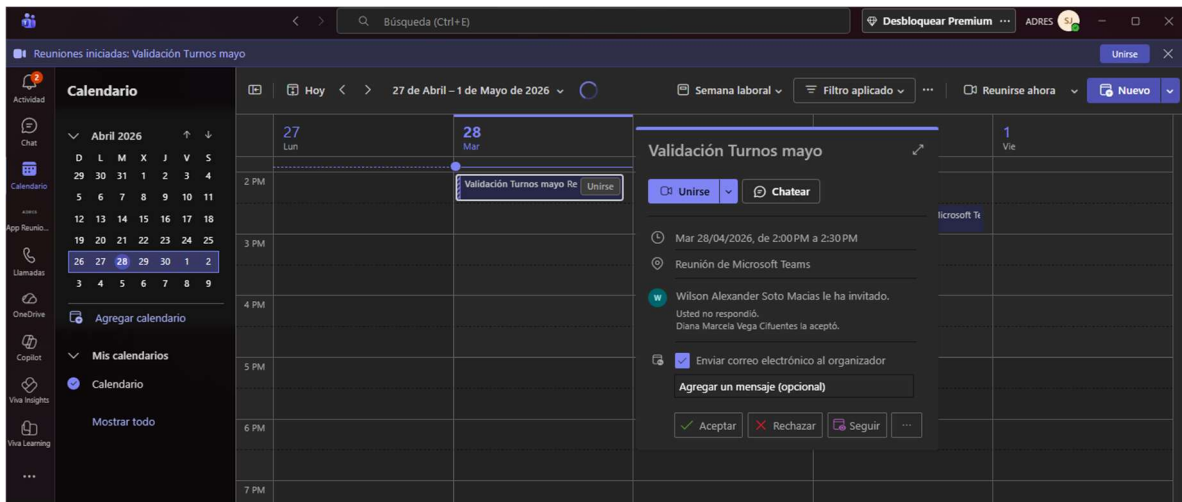 Búsqueda (Ctrl+E)
Desbloquear Premium ···
ADRES
SJ
Reuniones iniciadas: Validación Turnos mayo
Unirse
2
Actividad
Chat
Calendario
App Reunio...
Llamadas
OneDrive
Copilot
Viva Insights
Viva Learning
Calendario
Abril 2026
D L M X J V S
29 30 31 1 2 3 4
5 6 7 8 9 10 11
12 13 14 15 16 17 18
19 20 21 22 23 24 25
26 27 28 29 30 1 2
3 4 5 6 7 8 9
Agregar calendario
Mis calendarios
Calendario
Mostrar todo
Hoy
27 de Abril – 1 de Mayo de 2026
Semana laboral
Filtro aplicado
Reunirse ahora
Nuevo
27
Lun
28
Mar
1
Vie
2 PM
3 PM
4 PM
5 PM
6 PM
7 PM
Validación Turnos mayo Re
Unirse
licrosoft Te
Validación Turnos mayo
Unirse
Chatear
Mar 28/04/2026, de 2:00 PM a 2:30 PM
Reunión de Microsoft Teams
W
Wilson Alexander Soto Macias le ha invitado.
Usted no respondió.
Diana Marcela Vega Cifuentes la aceptó.
Enviar correo electrónico al organizador
Agregar un mensaje (opcional)
Aceptar
Rechazar
Seguir